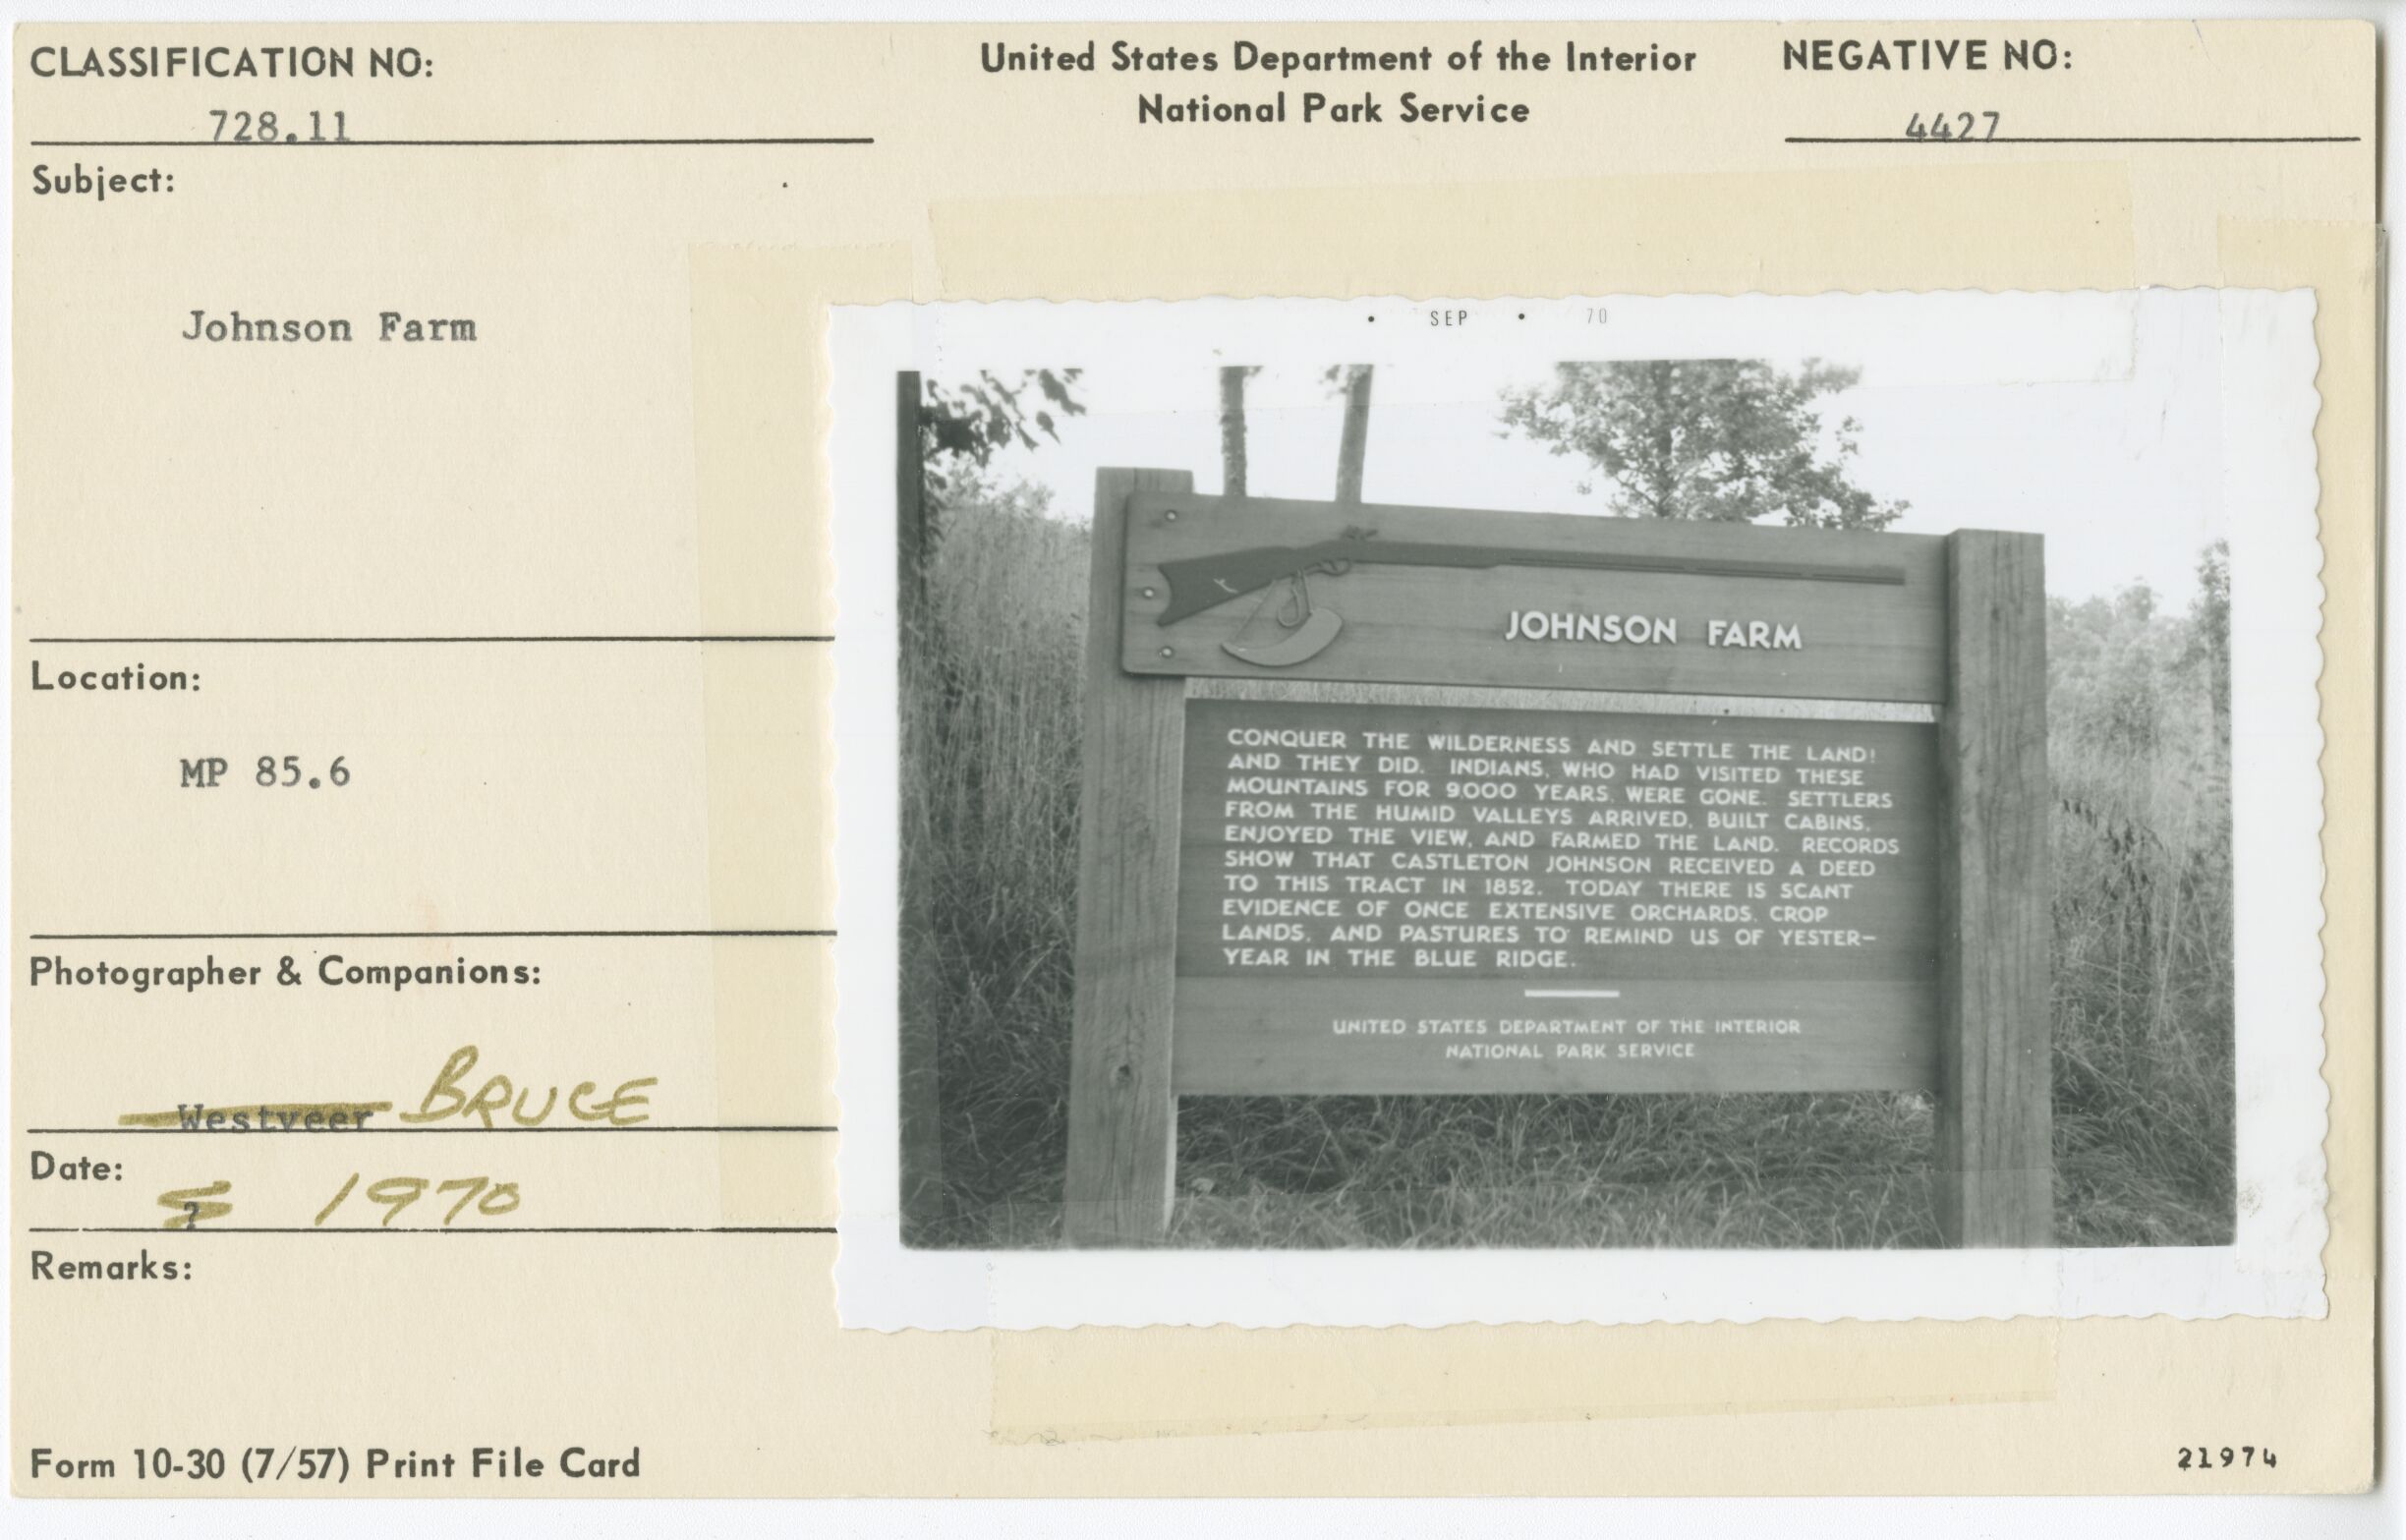 CLASSIFICATION NO:
728.11
United States Department of the Interior
National Park Service
NEGATIVE NO:
4427
Subject:
Johnson Farm
Location:
MP 85.6
Photographer & Companions:
Westveer BRUCE
Date:
? 1970
Remarks:
Form 10-30 (7/57) Print File Card
21974
• SEP • 70
JOHNSON FARM
CONQUER THE WILDERNESS AND SETTLE THE LAND!
AND THEY DID. INDIANS, WHO HAD VISITED THESE
MOUNTAINS FOR 9000 YEARS, WERE GONE. SETTLERS
FROM THE HUMID VALLEYS ARRIVED, BUILT CABINS,
ENJOYED THE VIEW, AND FARMED THE LAND. RECORDS
SHOW THAT CASTLETON JOHNSON RECEIVED A DEED
TO THIS TRACT IN 1852. TODAY THERE IS SCANT
EVIDENCE OF ONCE EXTENSIVE ORCHARDS, CROP
LANDS, AND PASTURES TO REMIND US OF YESTER-
YEAR IN THE BLUE RIDGE.
UNITED STATES DEPARTMENT OF THE INTERIOR
NATIONAL PARK SERVICE